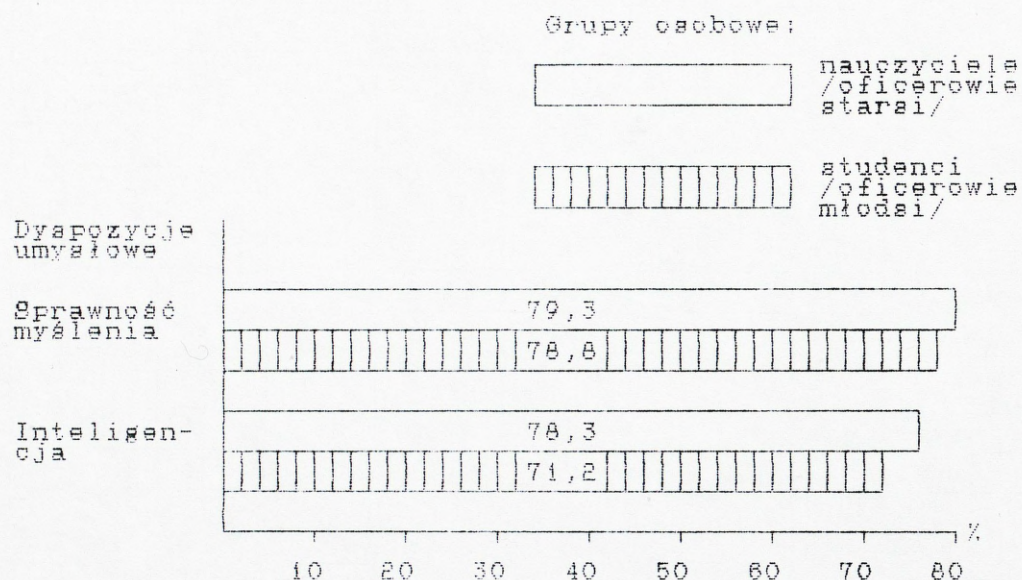 Grupy osobowe:
nauczyciele
/oficerowie
starsi/
studenci
/oficerowie
młodsi/
Dyspozycje
umysłowe
Sprawność
myślenia
79,3
78,8
Inteligen-
cja
78,3
71,2
%
10 20 30 40 50 60 70 80